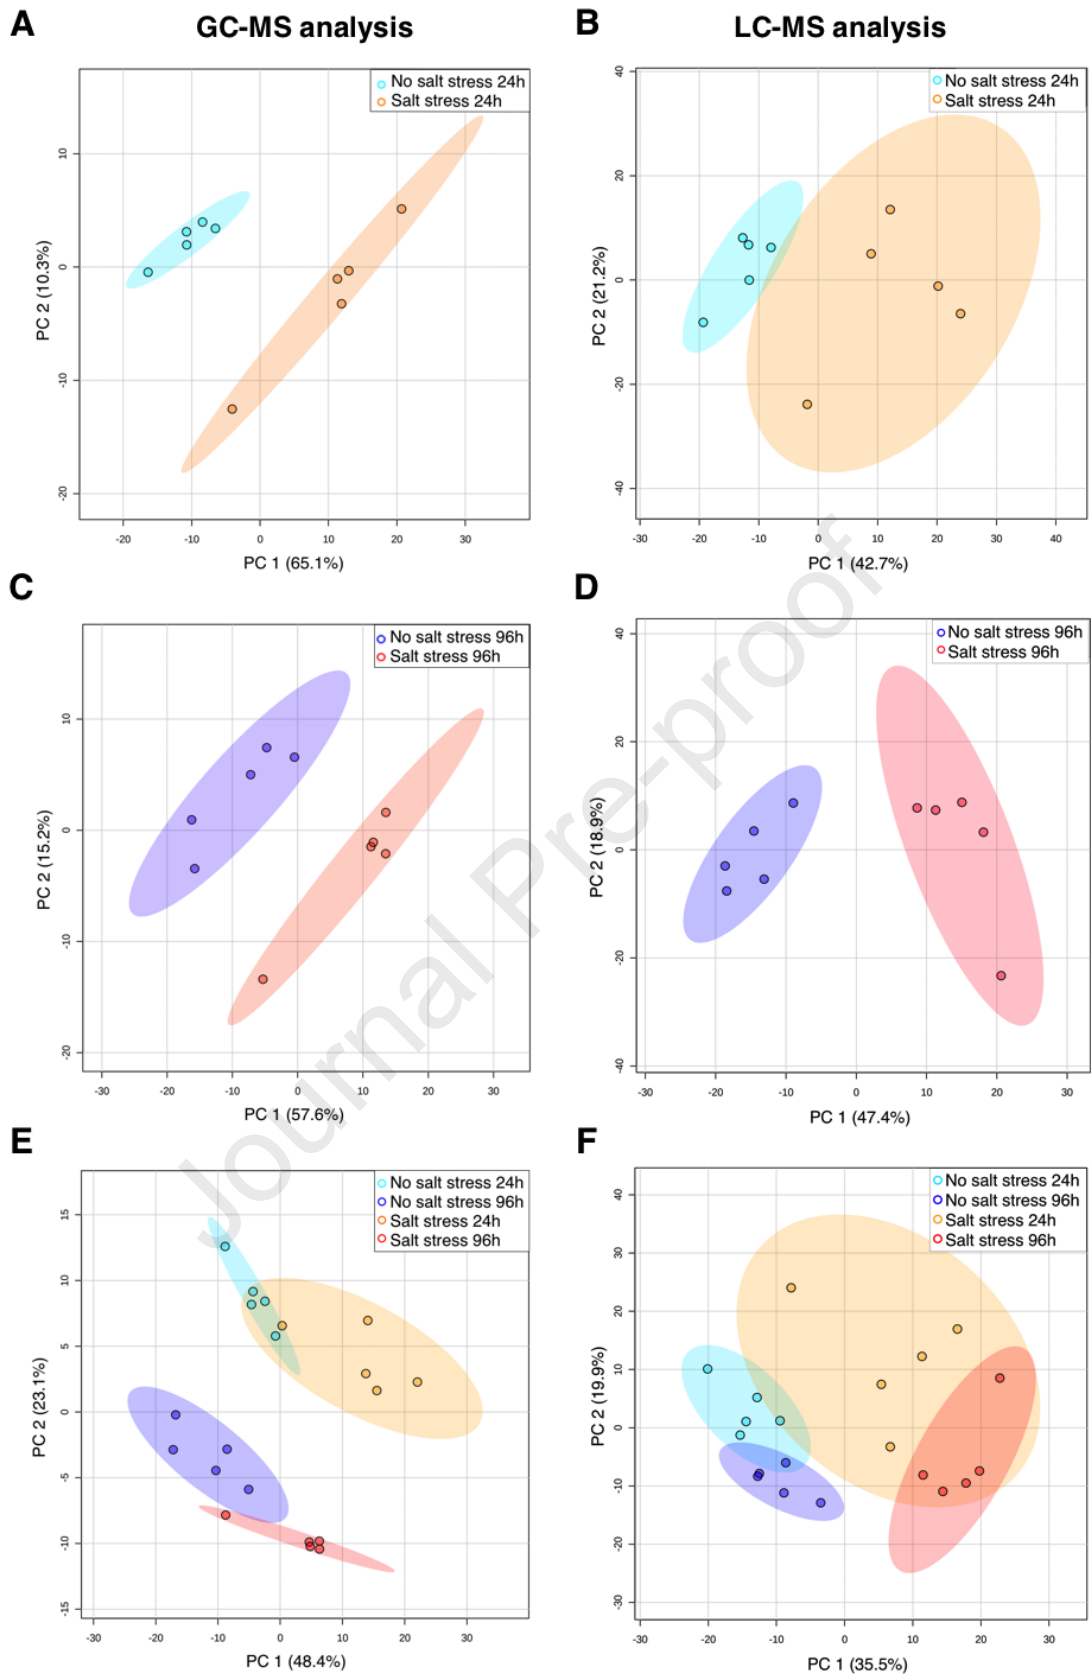 A
GC-MS analysis
B
LC-MS analysis
No salt stress 24h
Salt stress 24h
10
0
-10
-20
PC 2 (10.3%)
-20
-10
0
10
20
30
PC 1 (65.1%)
No salt stress 24h
Salt stress 24h
40
20
0
-20
-40
PC 2 (21.2%)
-30
-20
-10
0
10
20
30
40
PC 1 (42.7%)
C
D
No salt stress 96h
Salt stress 96h
10
0
-10
-20
PC 2 (15.2%)
-30
-20
-10
0
10
20
30
PC 1 (57.6%)
No salt stress 96h
Salt stress 96h
40
20
0
-20
-40
PC 2 (18.9%)
-30
-20
-10
0
10
20
30
PC 1 (47.4%)
Journal Pre-proof
E
F
No salt stress 24h
No salt stress 96h
Salt stress 24h
Salt stress 96h
15
10
5
0
-5
-10
-15
PC 2 (23.1%)
-30
-20
-10
0
10
20
30
PC 1 (48.4%)
No salt stress 24h
No salt stress 96h
Salt stress 24h
Salt stress 96h
40
30
20
10
0
-10
-20
-30
PC 2 (19.9%)
-30
-20
-10
0
10
20
30
PC 1 (35.5%)